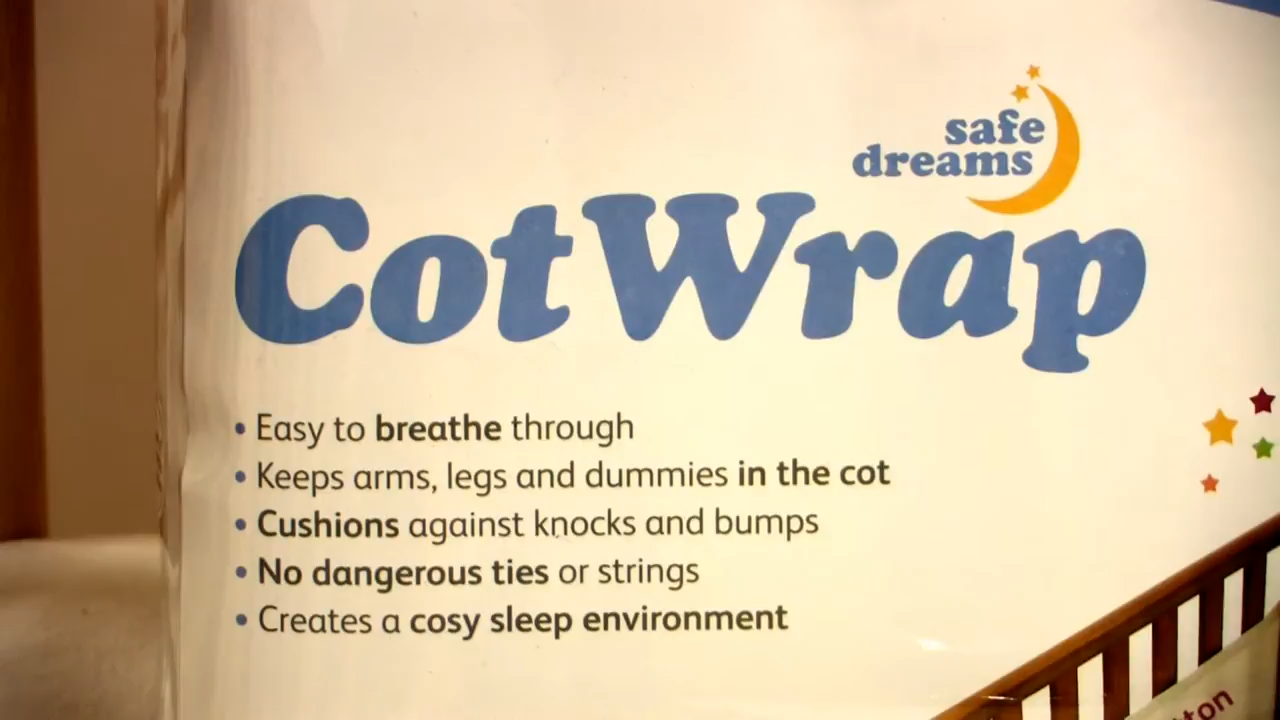 safe
dreams
CotWrap
• Easy to breathe through
• Keeps arms, legs and dummies in the cot
• Cushions against knocks and bumps
• No dangerous ties or strings
• Creates a cosy sleep environment